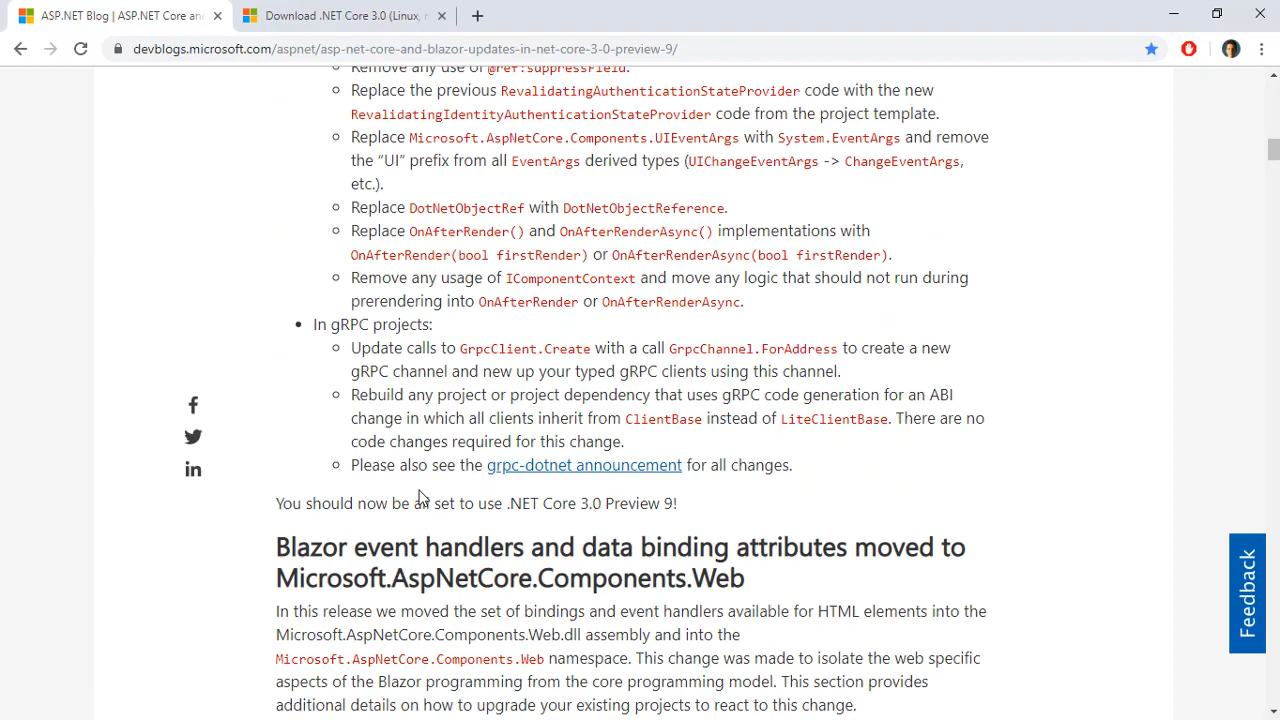 ASP.NET Blog | ASP.NET Core and
Download .NET Core 3.0 (Linux,
devblogs.microsoft.com/aspnet/asp-net-core-and-blazor-updates-in-net-core-3-0-preview-9/
Remove any use of @ref:suppressField.
Replace the previous RevalidatingAuthenticationStateProvider code with the new
RevalidatingIdentityAuthenticationStateProvider code from the project template.
Replace Microsoft.AspNetCore.Components.UIEventArgs with System.EventArgs and remove
the “UI” prefix from all EventArgs derived types (UIChangeEventArgs -> ChangeEventArgs,
etc.).
Replace DotNetObjectRef with DotNetObjectReference.
Replace OnAfterRender() and OnAfterRenderAsync() implementations with
OnAfterRender(bool firstRender) or OnAfterRenderAsync(bool firstRender).
Remove any usage of IComponentContext and move any logic that should not run during
prerendering into OnAfterRender or OnAfterRenderAsync.
In gRPC projects:
Update calls to GrpcClient.Create with a call GrpcChannel.ForAddress to create a new
gRPC channel and new up your typed gRPC clients using this channel.
Rebuild any project or project dependency that uses gRPC code generation for an ABI
change in which all clients inherit from ClientBase instead of LiteClientBase. There are no
code changes required for this change.
Please also see the grpc-dotnet announcement for all changes.
You should now be all set to use .NET Core 3.0 Preview 9!
Blazor event handlers and data binding attributes moved to
Microsoft.AspNetCore.Components.Web
In this release we moved the set of bindings and event handlers available for HTML elements into the
Microsoft.AspNetCore.Components.Web.dll assembly and into the
Microsoft.AspNetCore.Components.Web namespace. This change was made to isolate the web specific
aspects of the Blazor programming from the core programming model. This section provides
additional details on how to upgrade your existing projects to react to this change.
Feedback